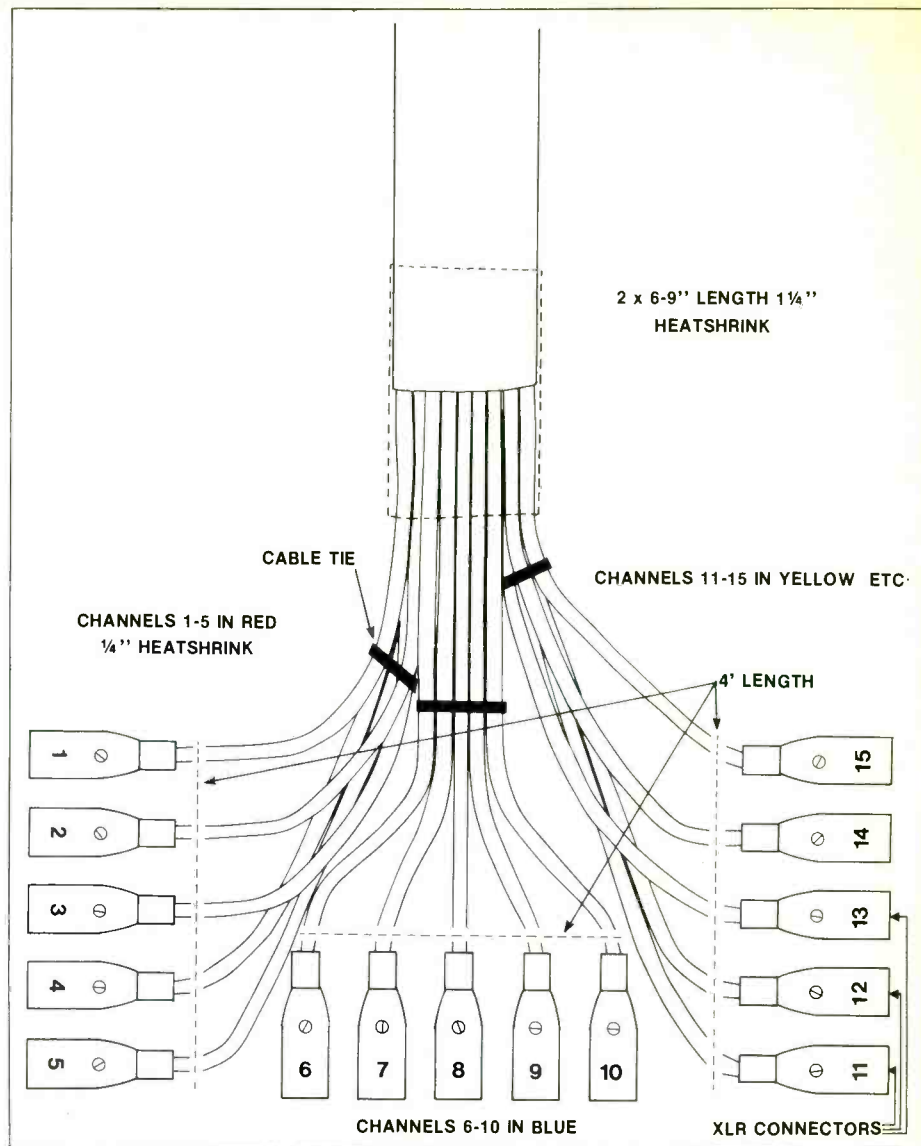 2 x 6-9’’ LENGTH 1¼’’
HEATSHRINK
CABLE TIE
CHANNELS 11-15 IN YELLOW ETC·
CHANNELS 1-5 IN RED
¼’’ HEATSHRINK
4’ LENGTH
1
2
3
4
5
6
7
8
9
10
15
14
13
12
11
CHANNELS 6-10 IN BLUE
XLR CONNECTORS